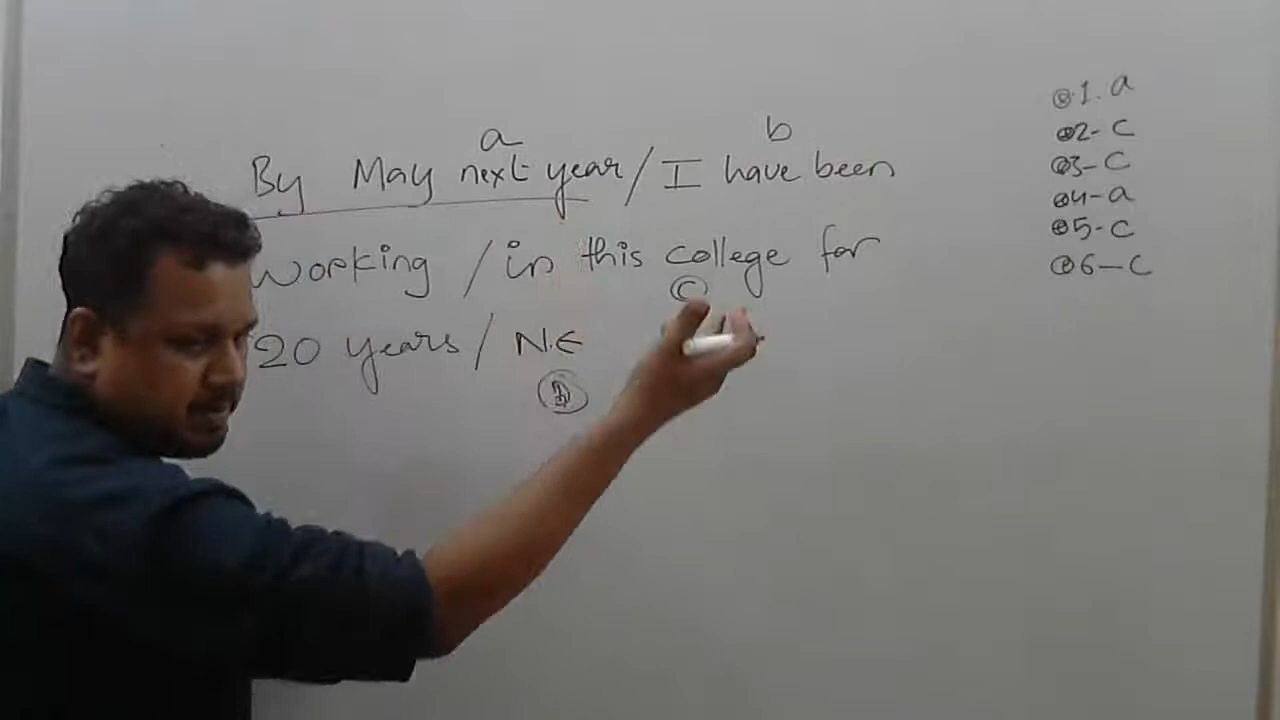 a b
By May next year / I have been
working / in this college for
C
20 years / N.E
D
1. a
2- C
3- C
4- a
5- C
6- C